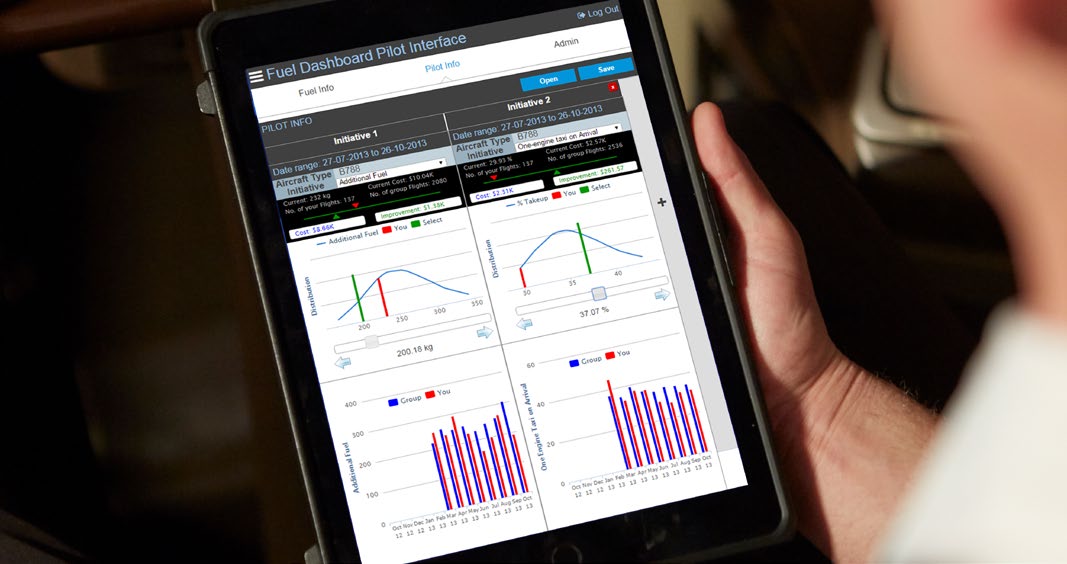 Log Out
Fuel Dashboard Pilot Interface
Fuel Info
Pilot Info
Admin
Open
Save
PILOT INFO
Initiative 1
Date range: 27-07-2013 to 26-10-2013
Aircraft Type B788
Initiative Additional Fuel
Current: 232 kg
Current Cost: $10.04K
No. of your Flights: 137
No. of group Flights: 2080
Cost: $8.66K
Improvement: $1.38K
Additional Fuel You Select
Distribution
200 250 300 350
200.18 kg
Group You
Additional Fuel
400
300
200
100
0
Oct Nov Dec Jan Feb Mar Apr May Jun Jul Aug Sep Oct
12 12 12 13 13 13 13 13 13 13 13 13 13
Initiative 2
x
Date range: 27-07-2013 to 26-10-2013
Aircraft Type B788
Initiative One-engine taxi on Arrival
Current: 29.93 %
Current Cost: $2.57K
No. of your Flights: 137
No. of group Flights: 2536
Cost: $2.31K
Improvement: $261.57
% Takeup You Select
Distribution
30 35 40
37.07 %
+
Group You
One Engine Taxi on Arrival
60
40
20
0
Oct Nov Dec Jan Feb Mar Apr May Jun Jul Aug Sep Oct
12 12 12 13 13 13 13 13 13 13 13 13 13